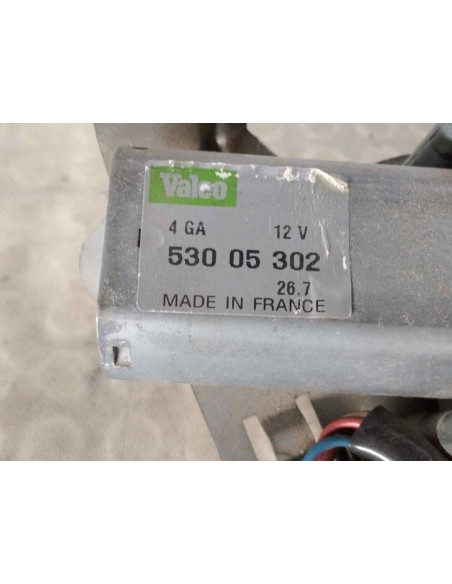 Valeo
4 GA 12 V
530 05 302
26.7
MADE IN FRANCE